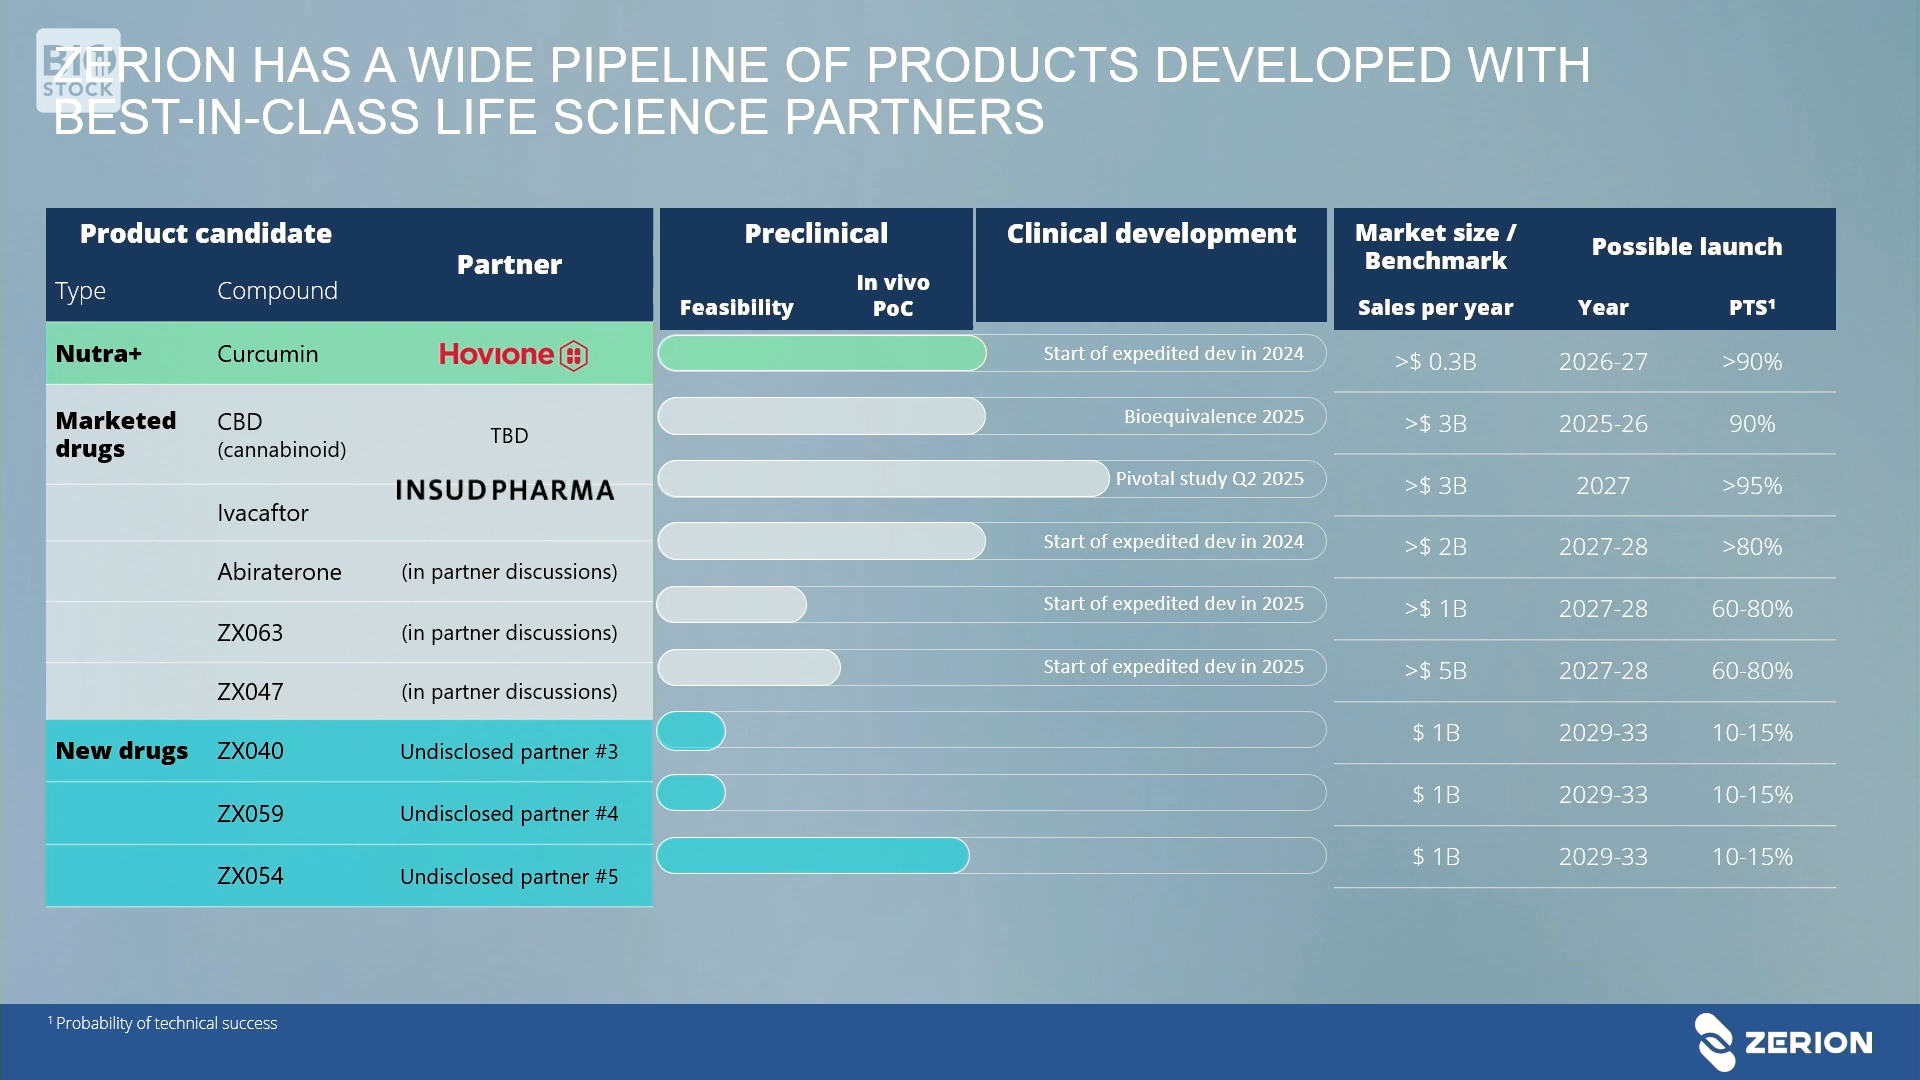 BIO
STOCK
ZERION HAS A WIDE PIPELINE OF PRODUCTS DEVELOPED WITH
BEST-IN-CLASS LIFE SCIENCE PARTNERS
Product candidate
Type Compound
Partner
Preclinical
Feasibility
In vivo
PoC
Clinical development
Market size /
Benchmark
Sales per year
Possible launch
Year PTS¹
Nutra+ Curcumin Hovione Start of expedited dev in 2024 >$ 0.3B 2026-27 >90%
Marketed
drugs
CBD
(cannabinoid)
TBD Bioequivalence 2025 >$ 3B 2025-26 90%
Ivacaftor INSUDPHARMA Pivotal study Q2 2025 >$ 3B 2027 >95%
Abiraterone (in partner discussions) Start of expedited dev in 2024 >$ 2B 2027-28 >80%
ZX063 (in partner discussions) Start of expedited dev in 2025 >$ 1B 2027-28 60-80%
ZX047 (in partner discussions) Start of expedited dev in 2025 >$ 5B 2027-28 60-80%
New drugs ZX040 Undisclosed partner #3 $ 1B 2029-33 10-15%
ZX059 Undisclosed partner #4 $ 1B 2029-33 10-15%
ZX054 Undisclosed partner #5 $ 1B 2029-33 10-15%
¹ Probability of technical success
ZERION